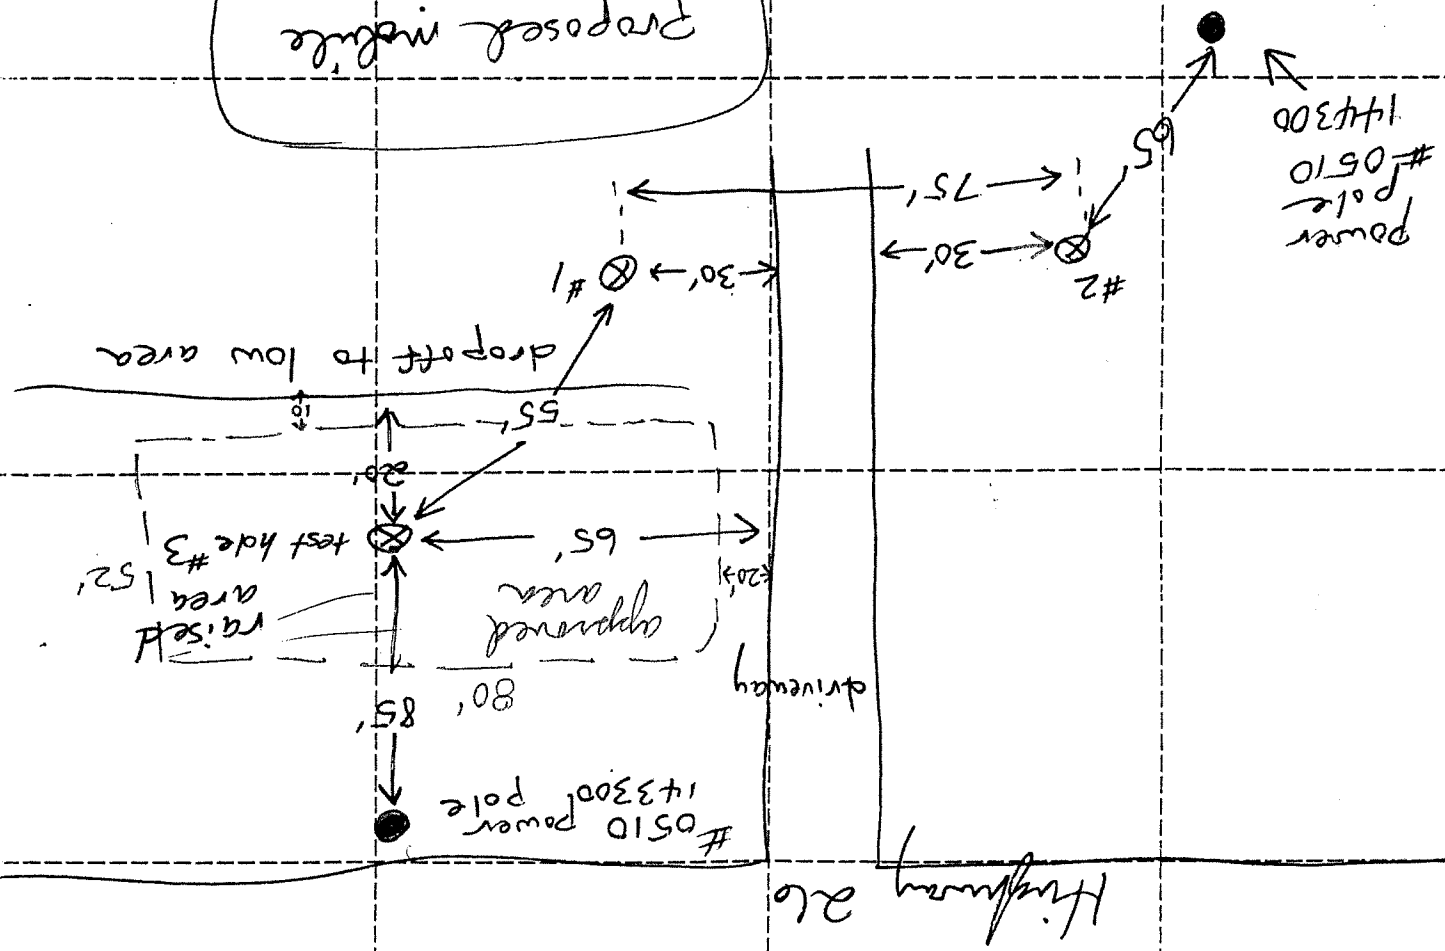 Highway 26
#0510 power
143300 pole
85'
80'
driveway
approved
area
raised
area
52'
20'
65'
test hole #3
20'
55'
10'
dropoff to low area
#2
#1
30'
30'
75'
65'
power
pole
#0510
144300
proposed mobile